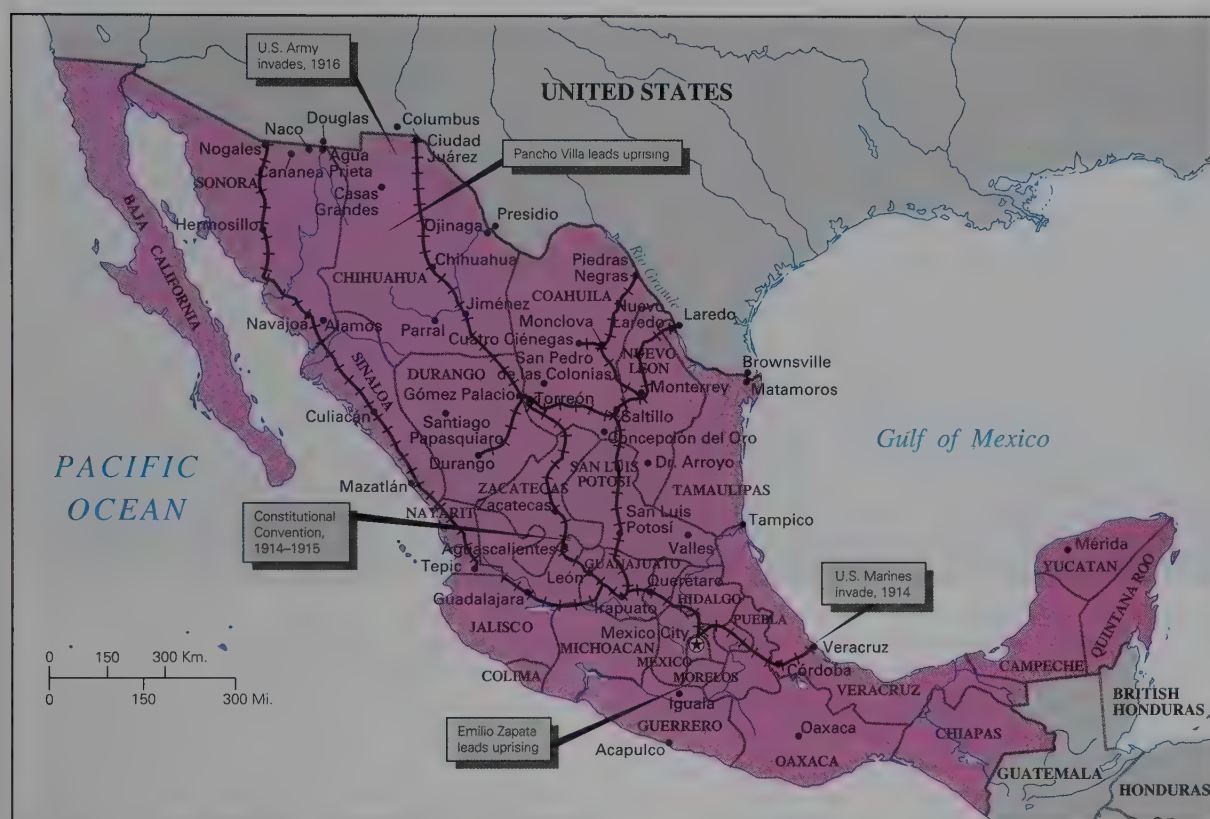 U.S. Army
invades, 1916
UNITED STATES
Columbus
Douglas
Naco
Nogales
Agua
Prieta
Cananea
Ciudad
Juárez
Pancho Villa leads uprising
SONORA
Casas
Grandes
BAJA
CALIFORNIA
Hermosillo
Ojinaga
Presidio
Chihuahua
CHIHUAHUA
Piedras
Negras
Rio Grande
COAHUILA
Jiménez
Nuevo
Laredo
Laredo
Navajoa
Alamos
Parral
Monclova
Cuatro Ciénegas
SINALOA
DURANGO
San Pedro
de las Colonias
NUEVO
LEON
Brownsville
Matamoros
Monterrey
Gómez Palacio
Torreón
Culiacán
Santiago
Papasquiaro
Saltillo
Concepción del Oro
Gulf of Mexico
Durango
PACIFIC
OCEAN
Mazatlán
ZACATECAS
Zacatecas
SAN LUIS
POTOSI
Dr. Arroyo
TAMAULIPAS
Constitutional
Convention,
1914–1915
NAYARIT
San Luis
Potosí
Tampico
Aguascalientes
Valles
Mérida
YUCATAN
QUINTANA ROO
Tepic
León
GUANAJUATO
Querétaro
HIDALGO
U.S. Marines
invade, 1914
Guadalajara
Irapuato
JALISCO
PUEBLA
Mexico City
Veracruz
MICHOACAN
MEXICO
Córdoba
CAMPECHE
COLIMA
MORELOS
VERACRUZ
BRITISH
HONDURAS
Iguala
0 150 300 Km.
0 150 300 Mi.
Emilio Zapata
leads uprising
GUERRERO
Oaxaca
CHIAPAS
Acapulco
OAXACA
GUATEMALA
HONDURAS